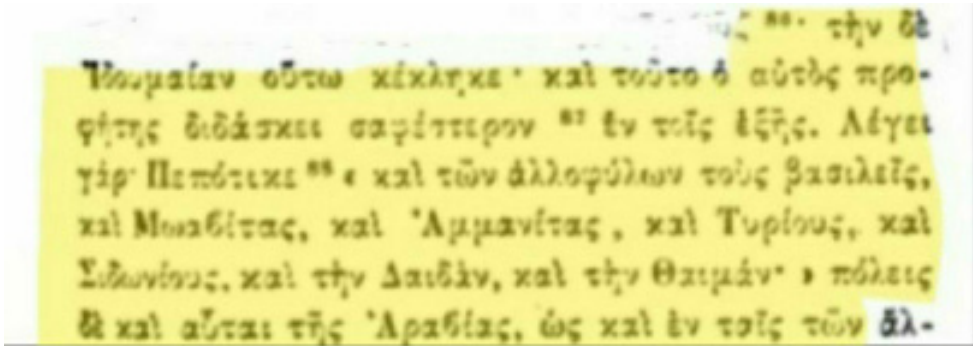 ⁸⁶· τὴν δὲ
Ἰδουμαίαν οὕτω κέκληκε· καὶ τοῦτο ὁ αὐτὸς προ-
φήτης διδάσκει σαφέστερον ⁸⁷ ἐν τοῖς ἑξῆς. Λέγει
γάρ· Πεπότικε ⁸⁸ « καὶ τῶν ἀλλοφύλων τοὺς βασιλεῖς,
καὶ Μωαβίτας, καὶ Ἀμμανίτας, καὶ Τυρίους, καὶ
Σιδωνίους, καὶ τὴν Δαιδὰν, καὶ τὴν Θαιμάν· » πόλεις
δὲ καὶ αὗται τῆς Ἀραβίας, ὡς καὶ ἐν τοῖς τῶν ἀλ-